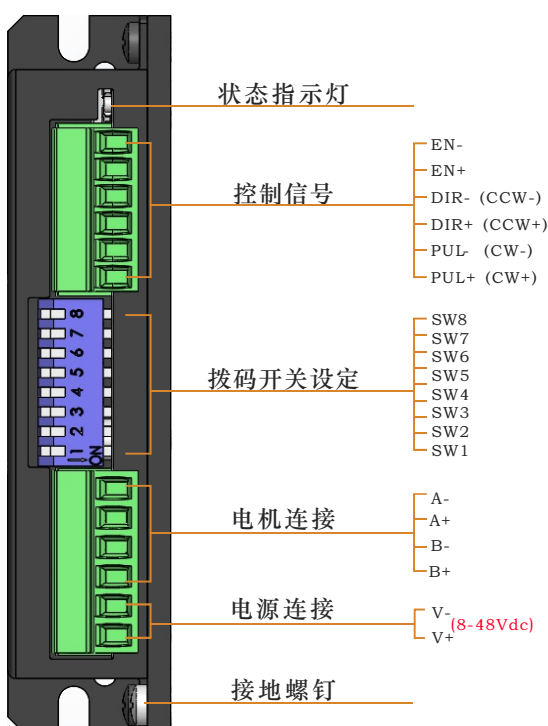 状态指示灯
控制信号
EN-
EN+
DIR- (CCW-)
DIR+ (CCW+)
PUL- (CW-)
PUL+ (CW+)
8
7
6
5
4
3
2
1
ON
拨码开关设定
SW8
SW7
SW6
SW5
SW4
SW3
SW2
SW1
电机连接
A-
A+
B-
B+
电源连接
V-
(8-48Vdc)
V+
接地螺钉